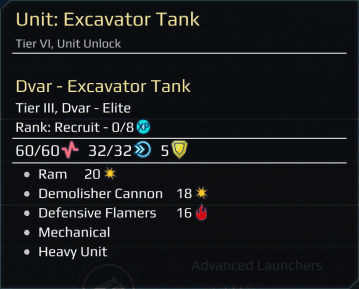 Unit: Excavator Tank
Tier VI, Unit Unlock
Dvar - Excavator Tank
Tier III, Dvar - Elite
Rank: Recruit - 0/8 XP
60/60 32/32 5
Ram 20
Demolisher Cannon 18
Defensive Flamers 16
Mechanical
Heavy Unit
Advanced Launchers